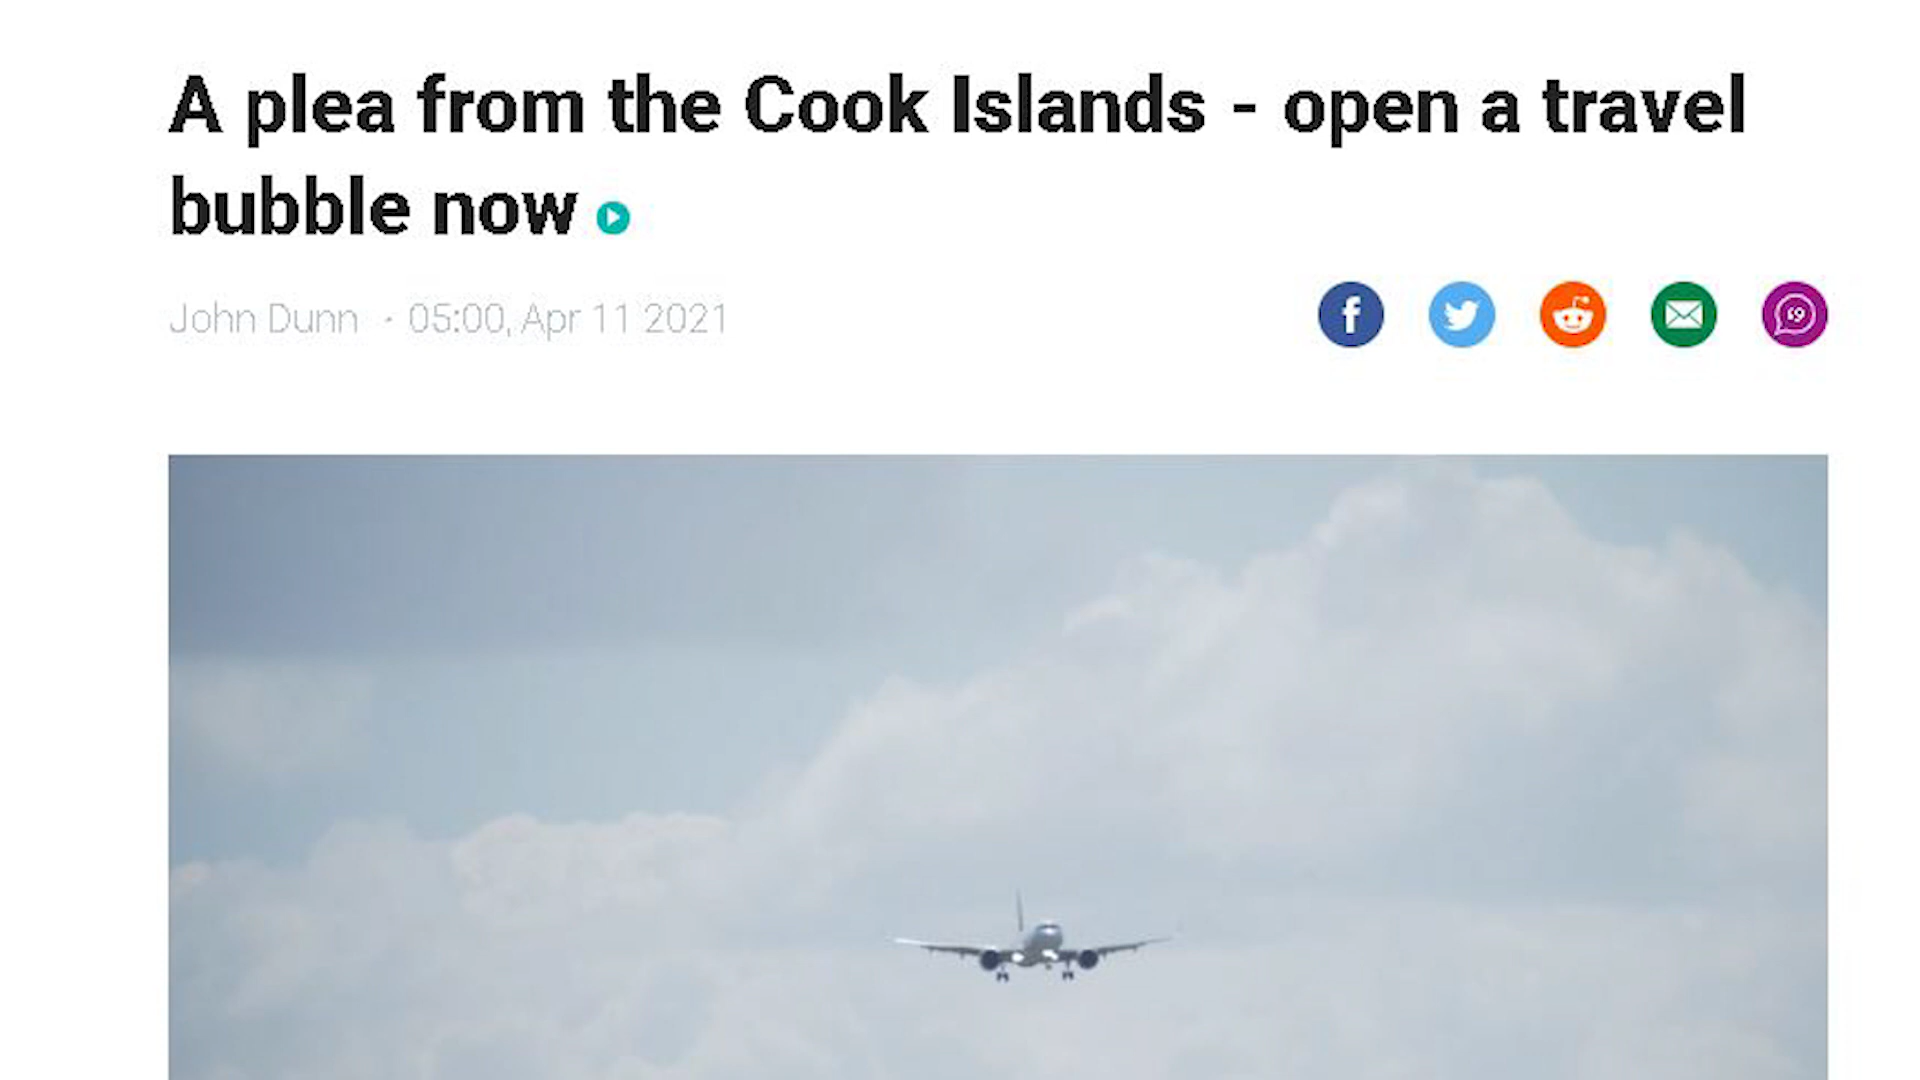 A plea from the Cook Islands - open a travel
bubble now
John Dunn · 05:00, Apr 11 2021